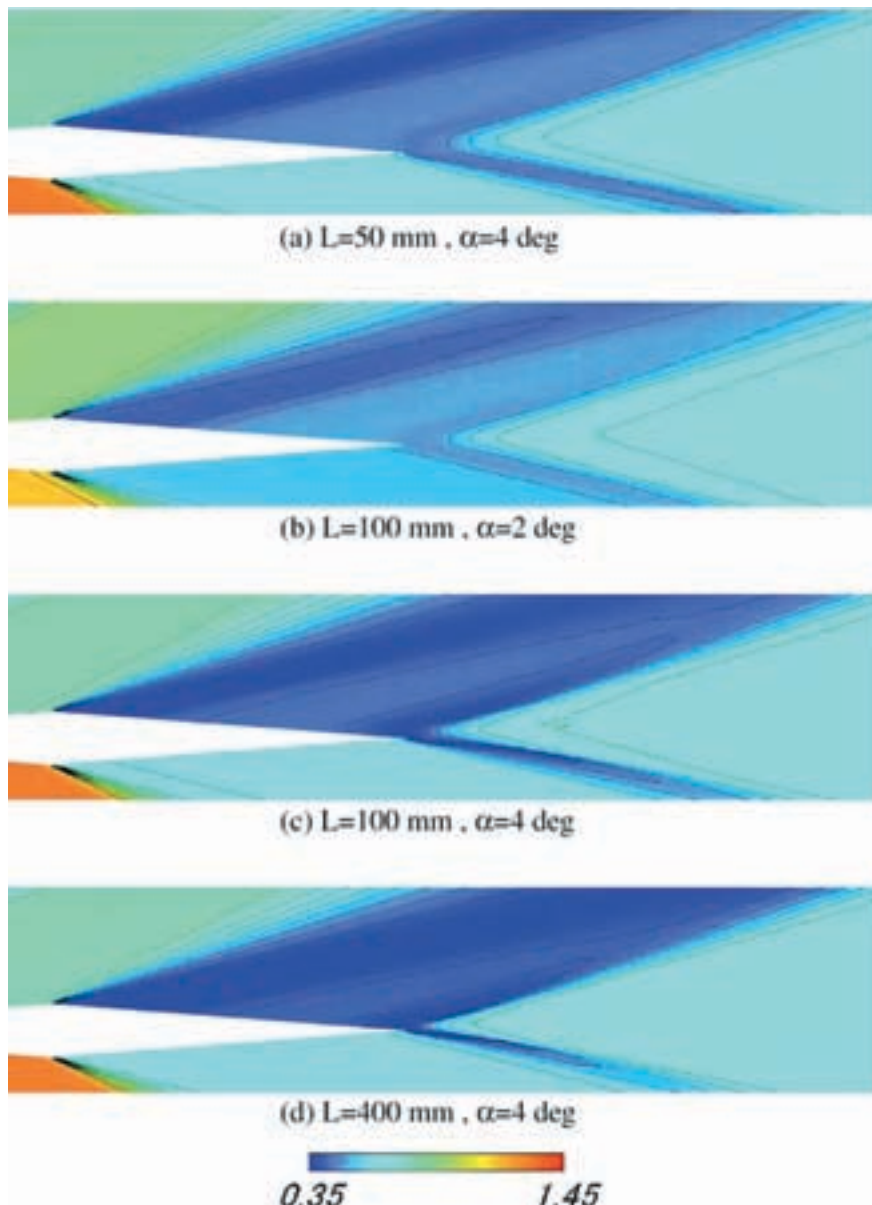 (a) L=50 mm , α=4 deg
(b) L=100 mm , α=2 deg
(c) L=100 mm , α=4 deg
(d) L=400 mm , α=4 deg
0.35 1.45